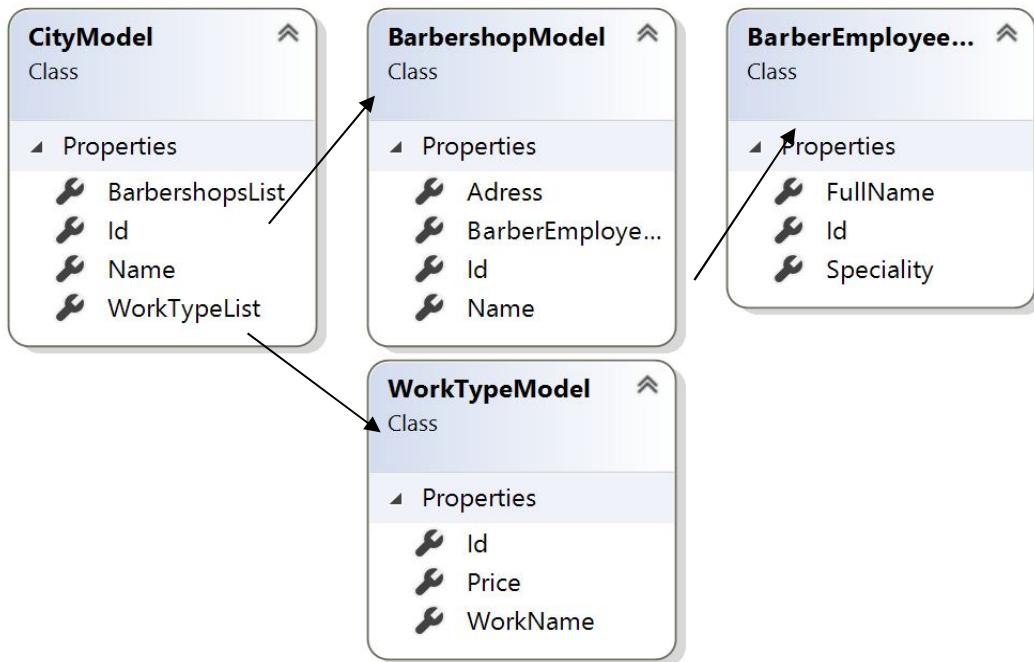 CityModel
Class
Properties
BarbershopsList
Id
Name
WorkTypeList
BarbershopModel
Class
Properties
Adress
BarberEmploye...
Id
Name
BarberEmployee...
Class
Properties
FullName
Id
Speciality
WorkTypeModel
Class
Properties
Id
Price
WorkName